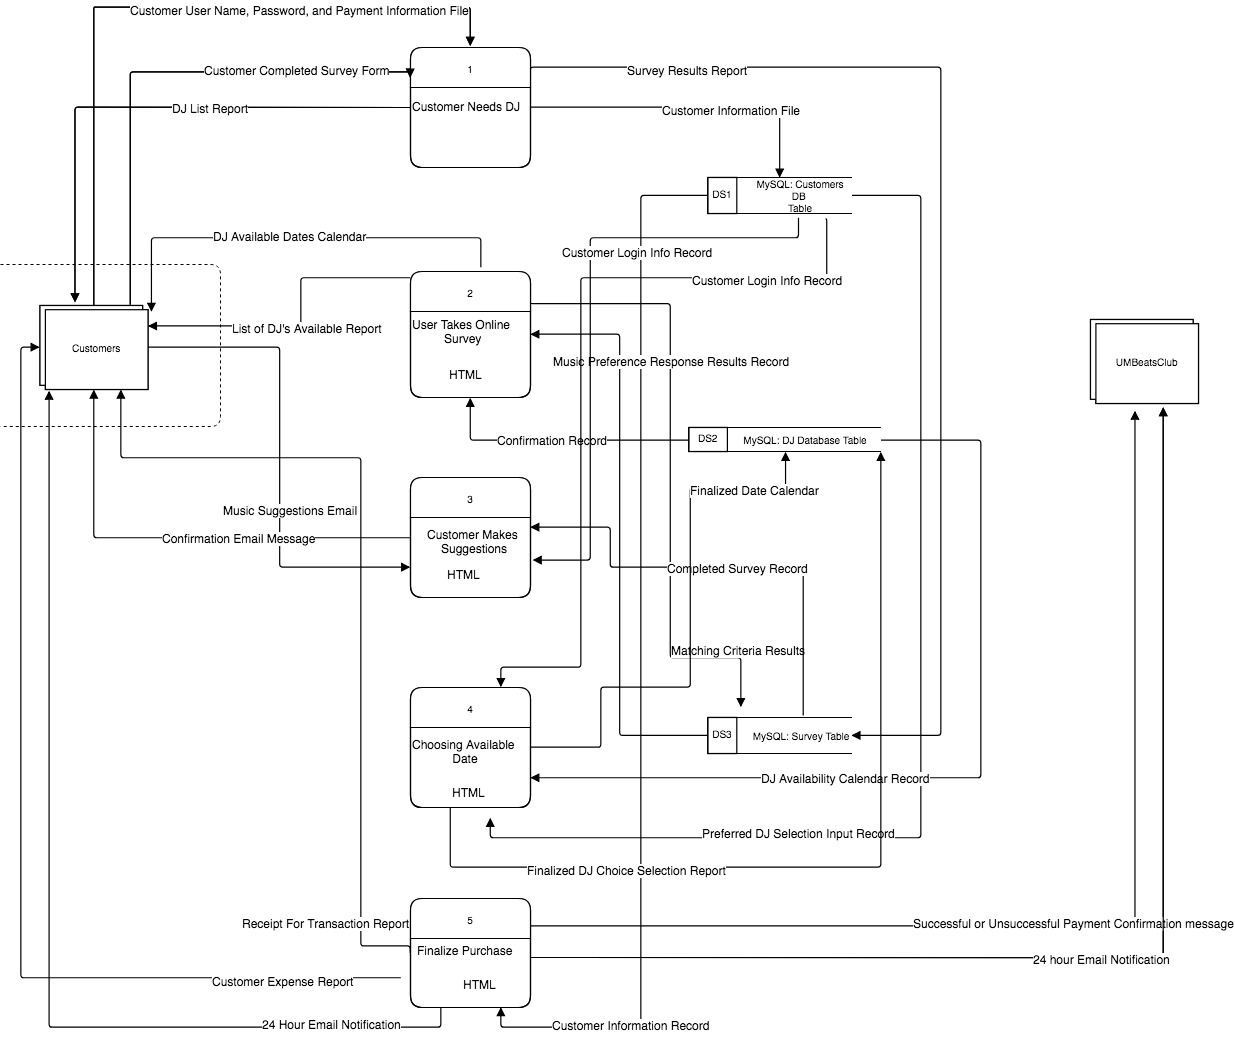 Customer User Name, Password, and Payment Information File
1
Customer Completed Survey Form
Survey Results Report
DJ List Report
Customer Needs DJ
Customer Information File
DS1
MySQL: Customers
DB
Table
DJ Available Dates Calendar
Customer Login Info Record
Customer Login Info Record
2
User Takes Online
Survey
HTML
List of DJ's Available Report
Customers
Music Preference Response Results Record
UMBeatsClub
Confirmation Record
DS2
MySQL: DJ Database Table
Finalized Date Calendar
3
Music Suggestions Email
Confirmation Email Message
Customer Makes
Suggestions
HTML
Completed Survey Record
Matching Criteria Results
4
Choosing Available
Date
HTML
DS3
MySQL: Survey Table
DJ Availability Calendar Record
Preferred DJ Selection Input Record
Finalized DJ Choice Selection Report
5
Receipt For Transaction Report
Successful or Unsuccessful Payment Confirmation message
Finalize Purchase
HTML
24 hour Email Notification
Customer Expense Report
24 Hour Email Notification
Customer Information Record